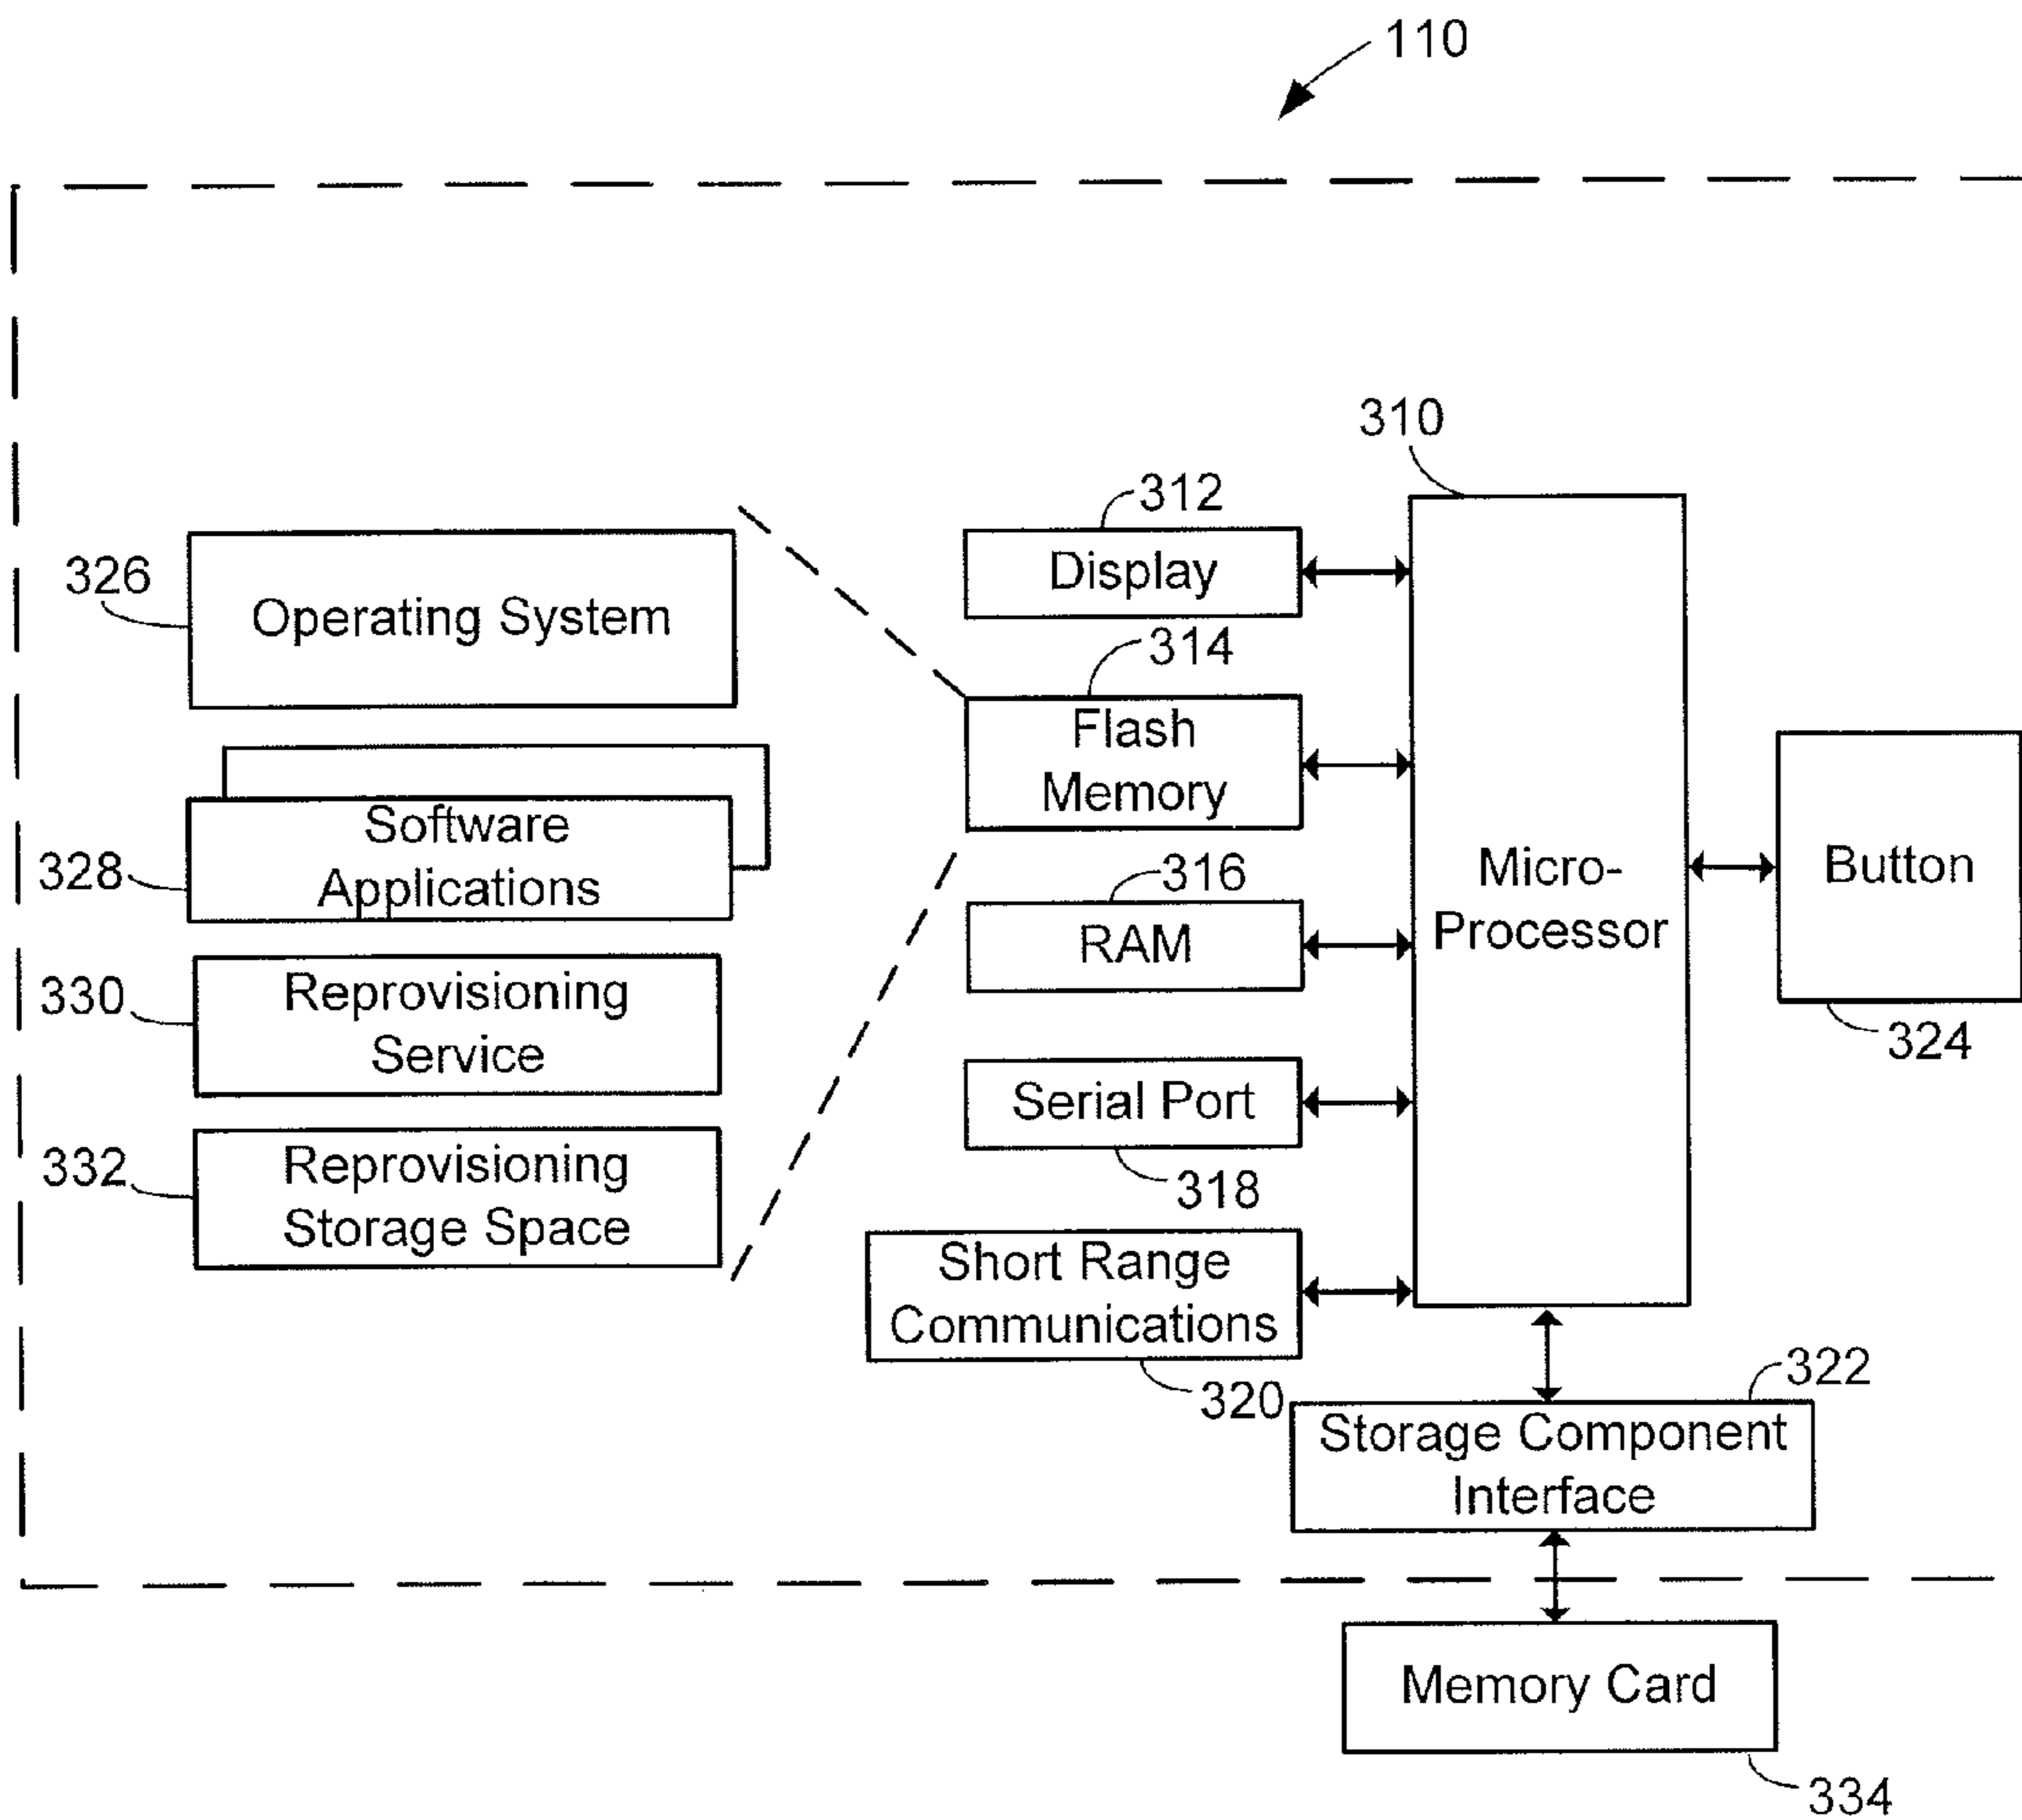 110
310
312
Display
326
Operating System
314
Flash
Memory
Software
Applications
328
316
RAM
Micro-
Processor
Button
324
330
Reprovisioning
Service
Serial Port
318
332
Reprovisioning
Storage Space
Short Range
Communications
320
322
Storage Component
Interface
Memory Card
334